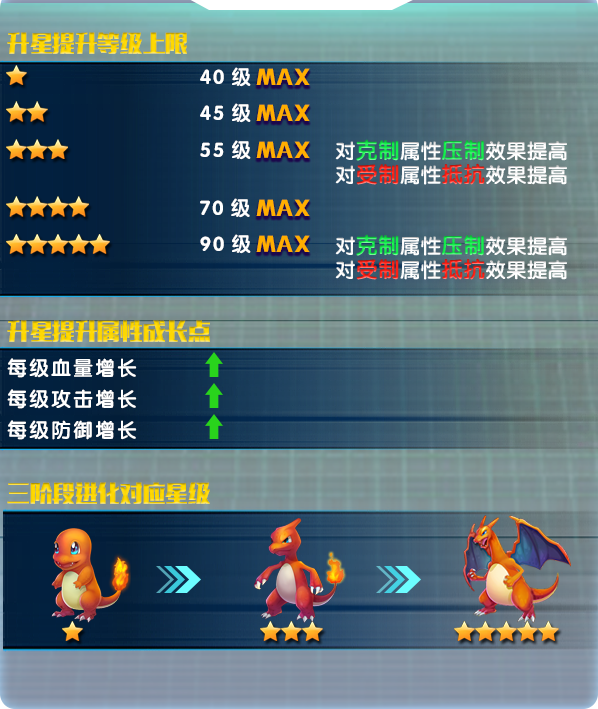 升星提升等级上限
40 级 MAX
45 级 MAX
55 级 MAX
对克制属性压制效果提高
对受制属性抵抗效果提高
70 级 MAX
90 级 MAX
对克制属性压制效果提高
对受制属性抵抗效果提高
升星提升属性成长点
每级血量增长
每级攻击增长
每级防御增长
三阶段进化对应星级